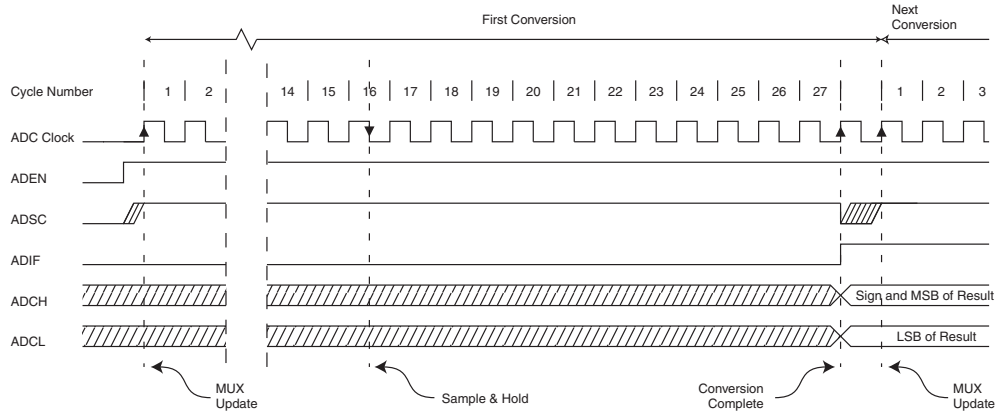 First Conversion
Next
Conversion
Cycle Number 1 2 14 15 16 17 18 19 20 21 22 23 24 25 26 27 1 2 3
ADC Clock
ADEN
ADSC
ADIF
ADCH Sign and MSB of Result
ADCL LSB of Result
MUX
Update
Sample & Hold
Conversion
Complete
MUX
Update